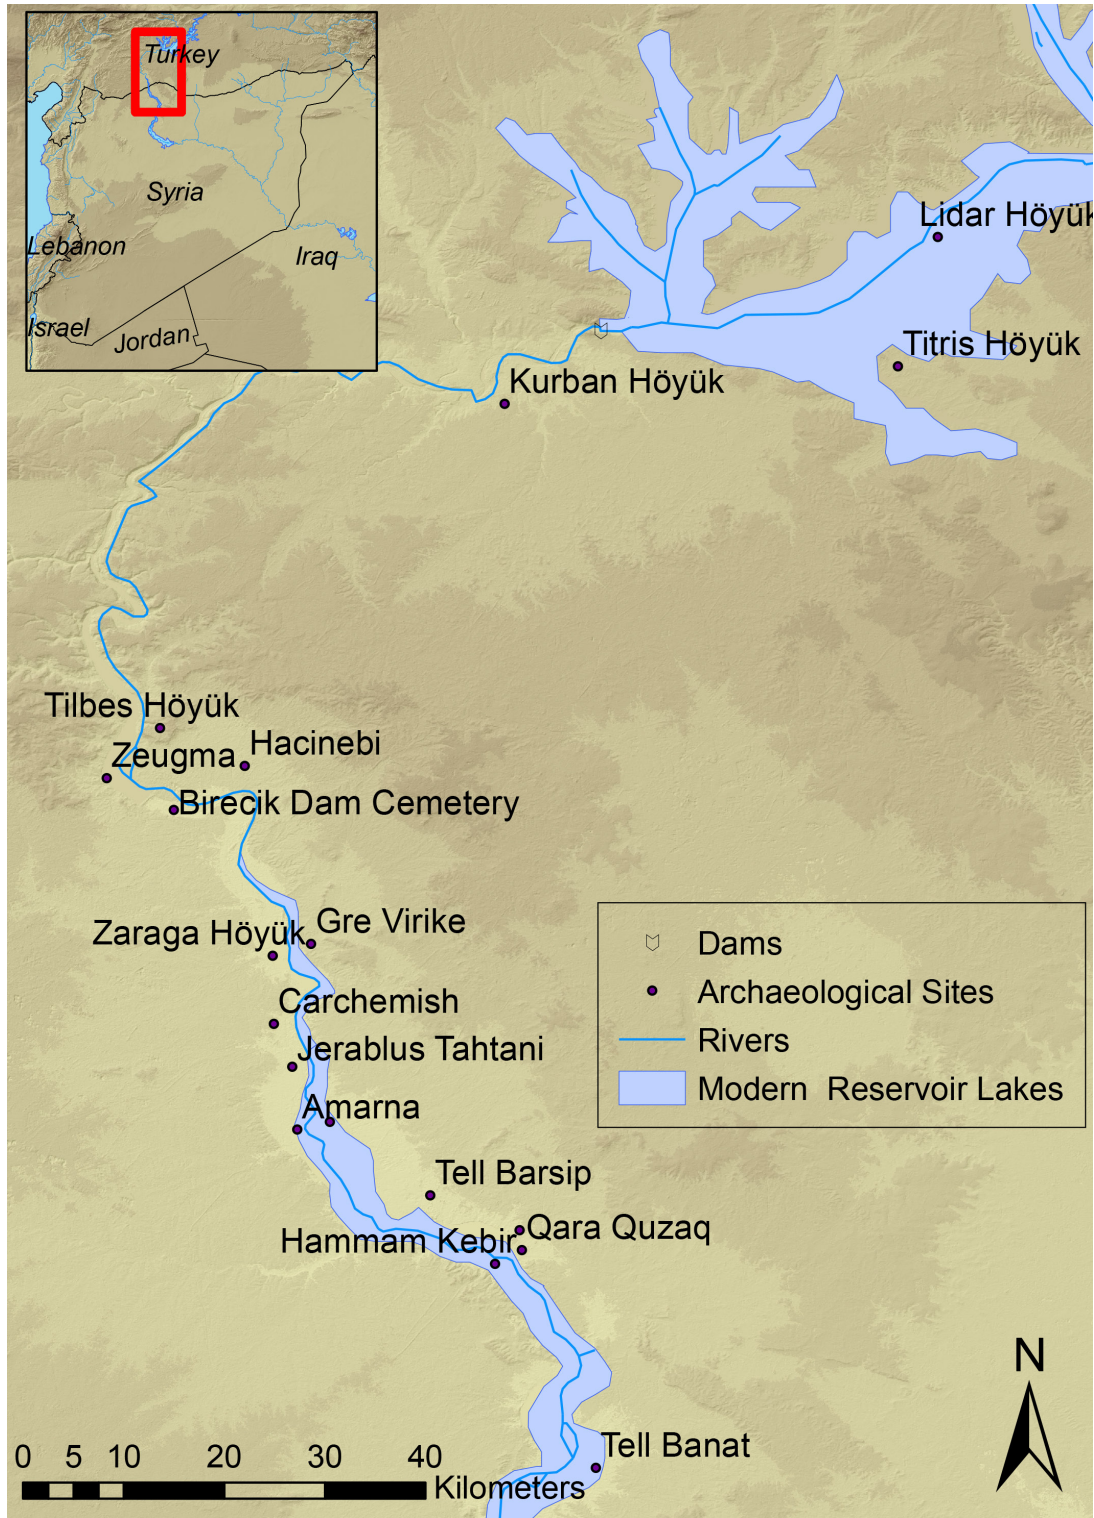 Turkey
Syria
Lebanon
Iraq
Israel
Jordan
Lidar Höyük
Titris Höyük
Kurban Höyük
Tilbes Höyük
Hacinebi
Zeugma
Birecik Dam Cemetery
Gre Virike
Zaraga Höyük
Carchemish
Jerablus Tahtani
Amarna
Tell Barsip
Qara Quzaq
Hammam Kebir
Tell Banat
Dams
Archaeological Sites
Rivers
Modern Reservoir Lakes
N
0 5 10 20 30 40
Kilometers